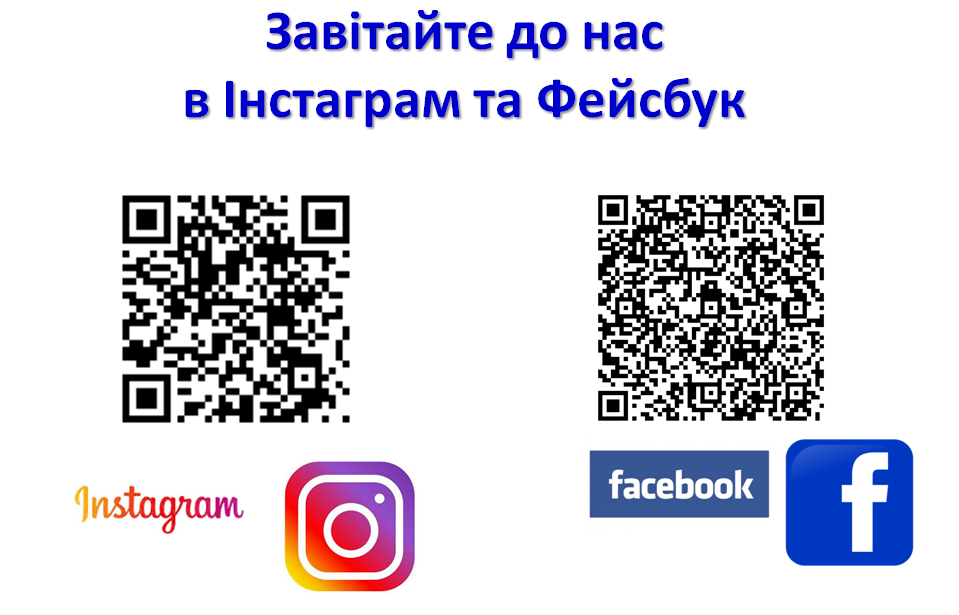 Завітайте до нас
в Інстаграм та Фейсбук
Instagram
facebook
f